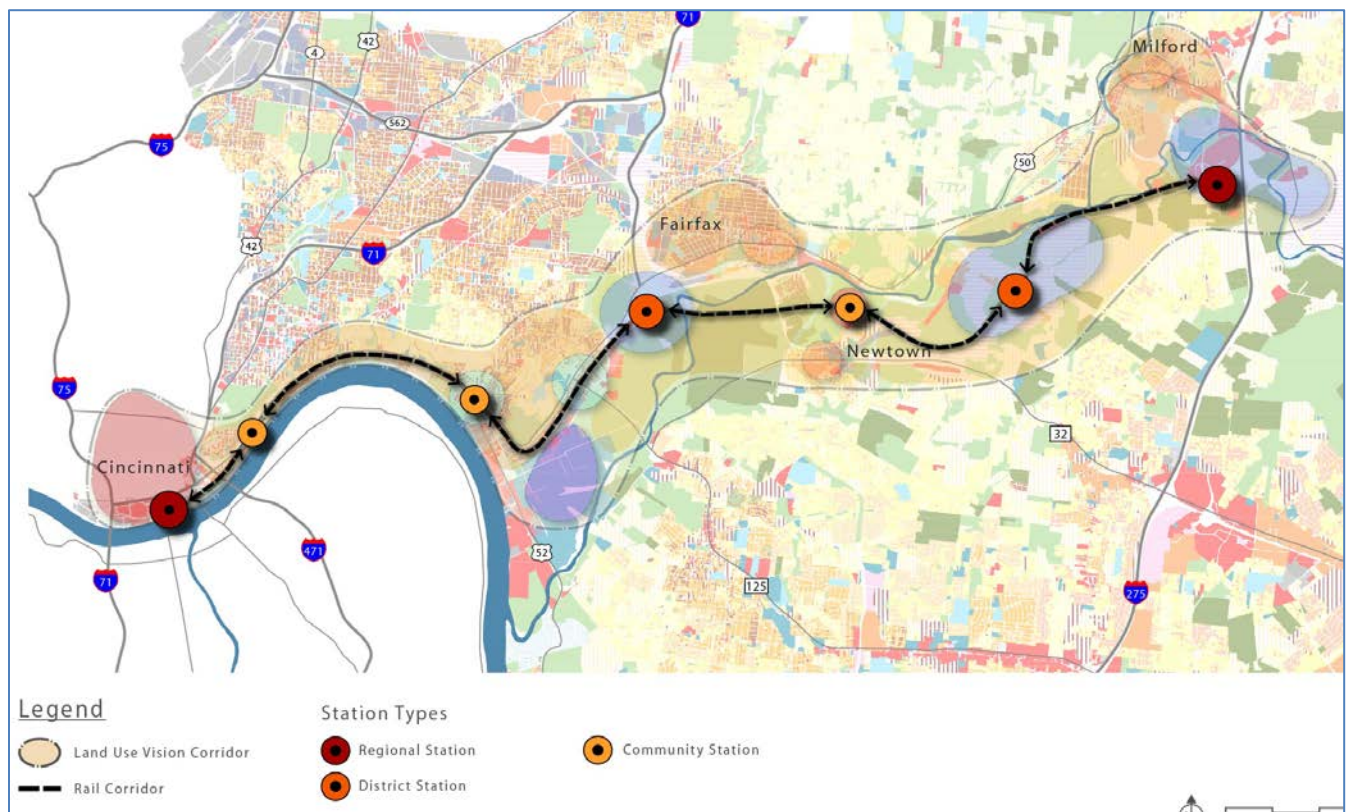 71
42
4
Milford
562
75
50
Fairfax
42
71
Newtown
75
32
Cincinnati
471
52
71
125
275
Legend
Station Types
Land Use Vision Corridor
Regional Station
Community Station
Rail Corridor
District Station